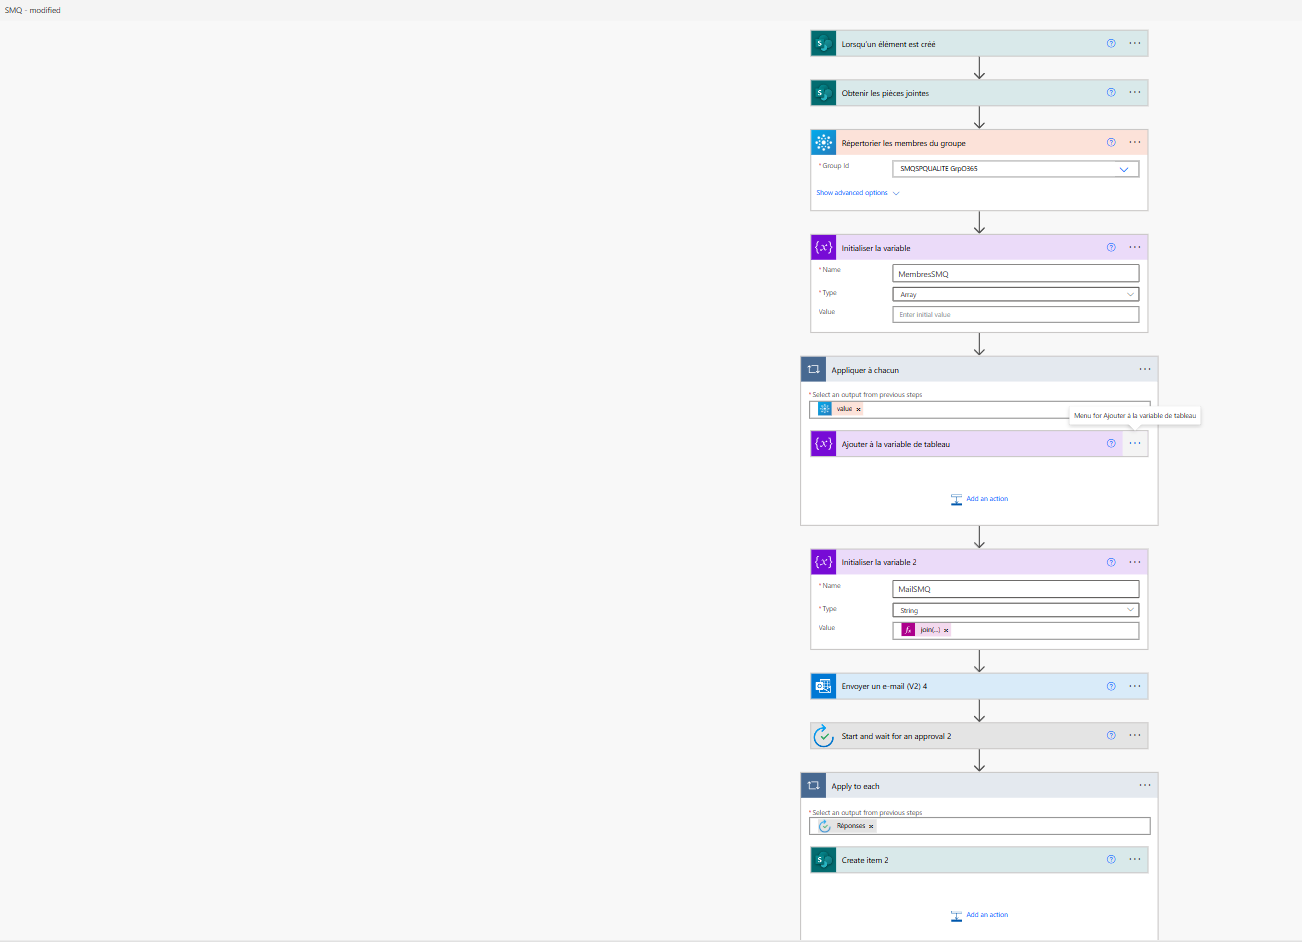 SMQ - modified
Lorsqu'un élément est créé
Obtenir les pièces jointes
Répertorier les membres du groupe
* Group Id
SMQSPQUALITE GrpO365
Show advanced options
Initialiser la variable
* Name
MembresSMQ
* Type
Array
Value
Enter initial value
Appliquer à chacun
* Select an output from previous steps
value ×
Menu for Ajouter à la variable de tableau
Ajouter à la variable de tableau
Add an action
Initialiser la variable 2
* Name
MailSMQ
* Type
String
Value
fx join(...) ×
Envoyer un e-mail (V2) 4
Start and wait for an approval 2
Apply to each
* Select an output from previous steps
Réponses ×
Create item 2
Add an action